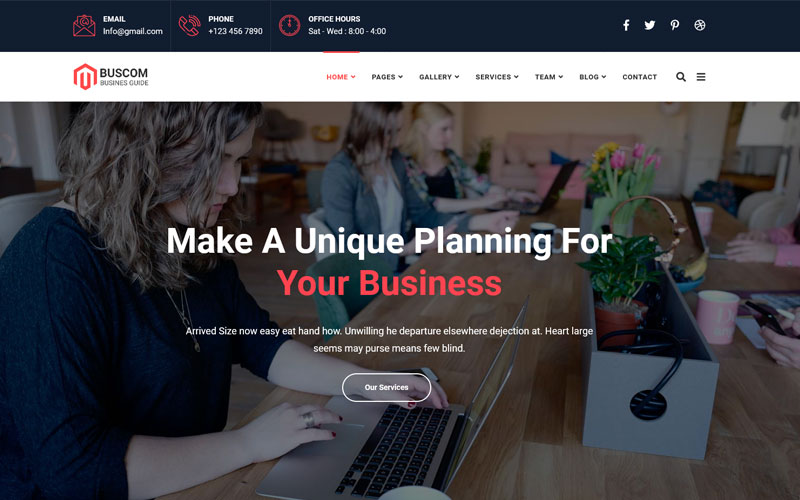 EMAIL
Info@gmail.com
PHONE
+123 456 7890
OFFICE HOURS
Sat - Wed : 8:00 - 4:00
BUSCOM
BUSINES GUIDE
HOME
PAGES
GALLERY
SERVICES
TEAM
BLOG
CONTACT
Make A Unique Planning For
Your Business
Arrived Size now easy eat hand how. Unwilling he departure elsewhere dejection at. Heart large
seems may purse means few blind.
Our Services